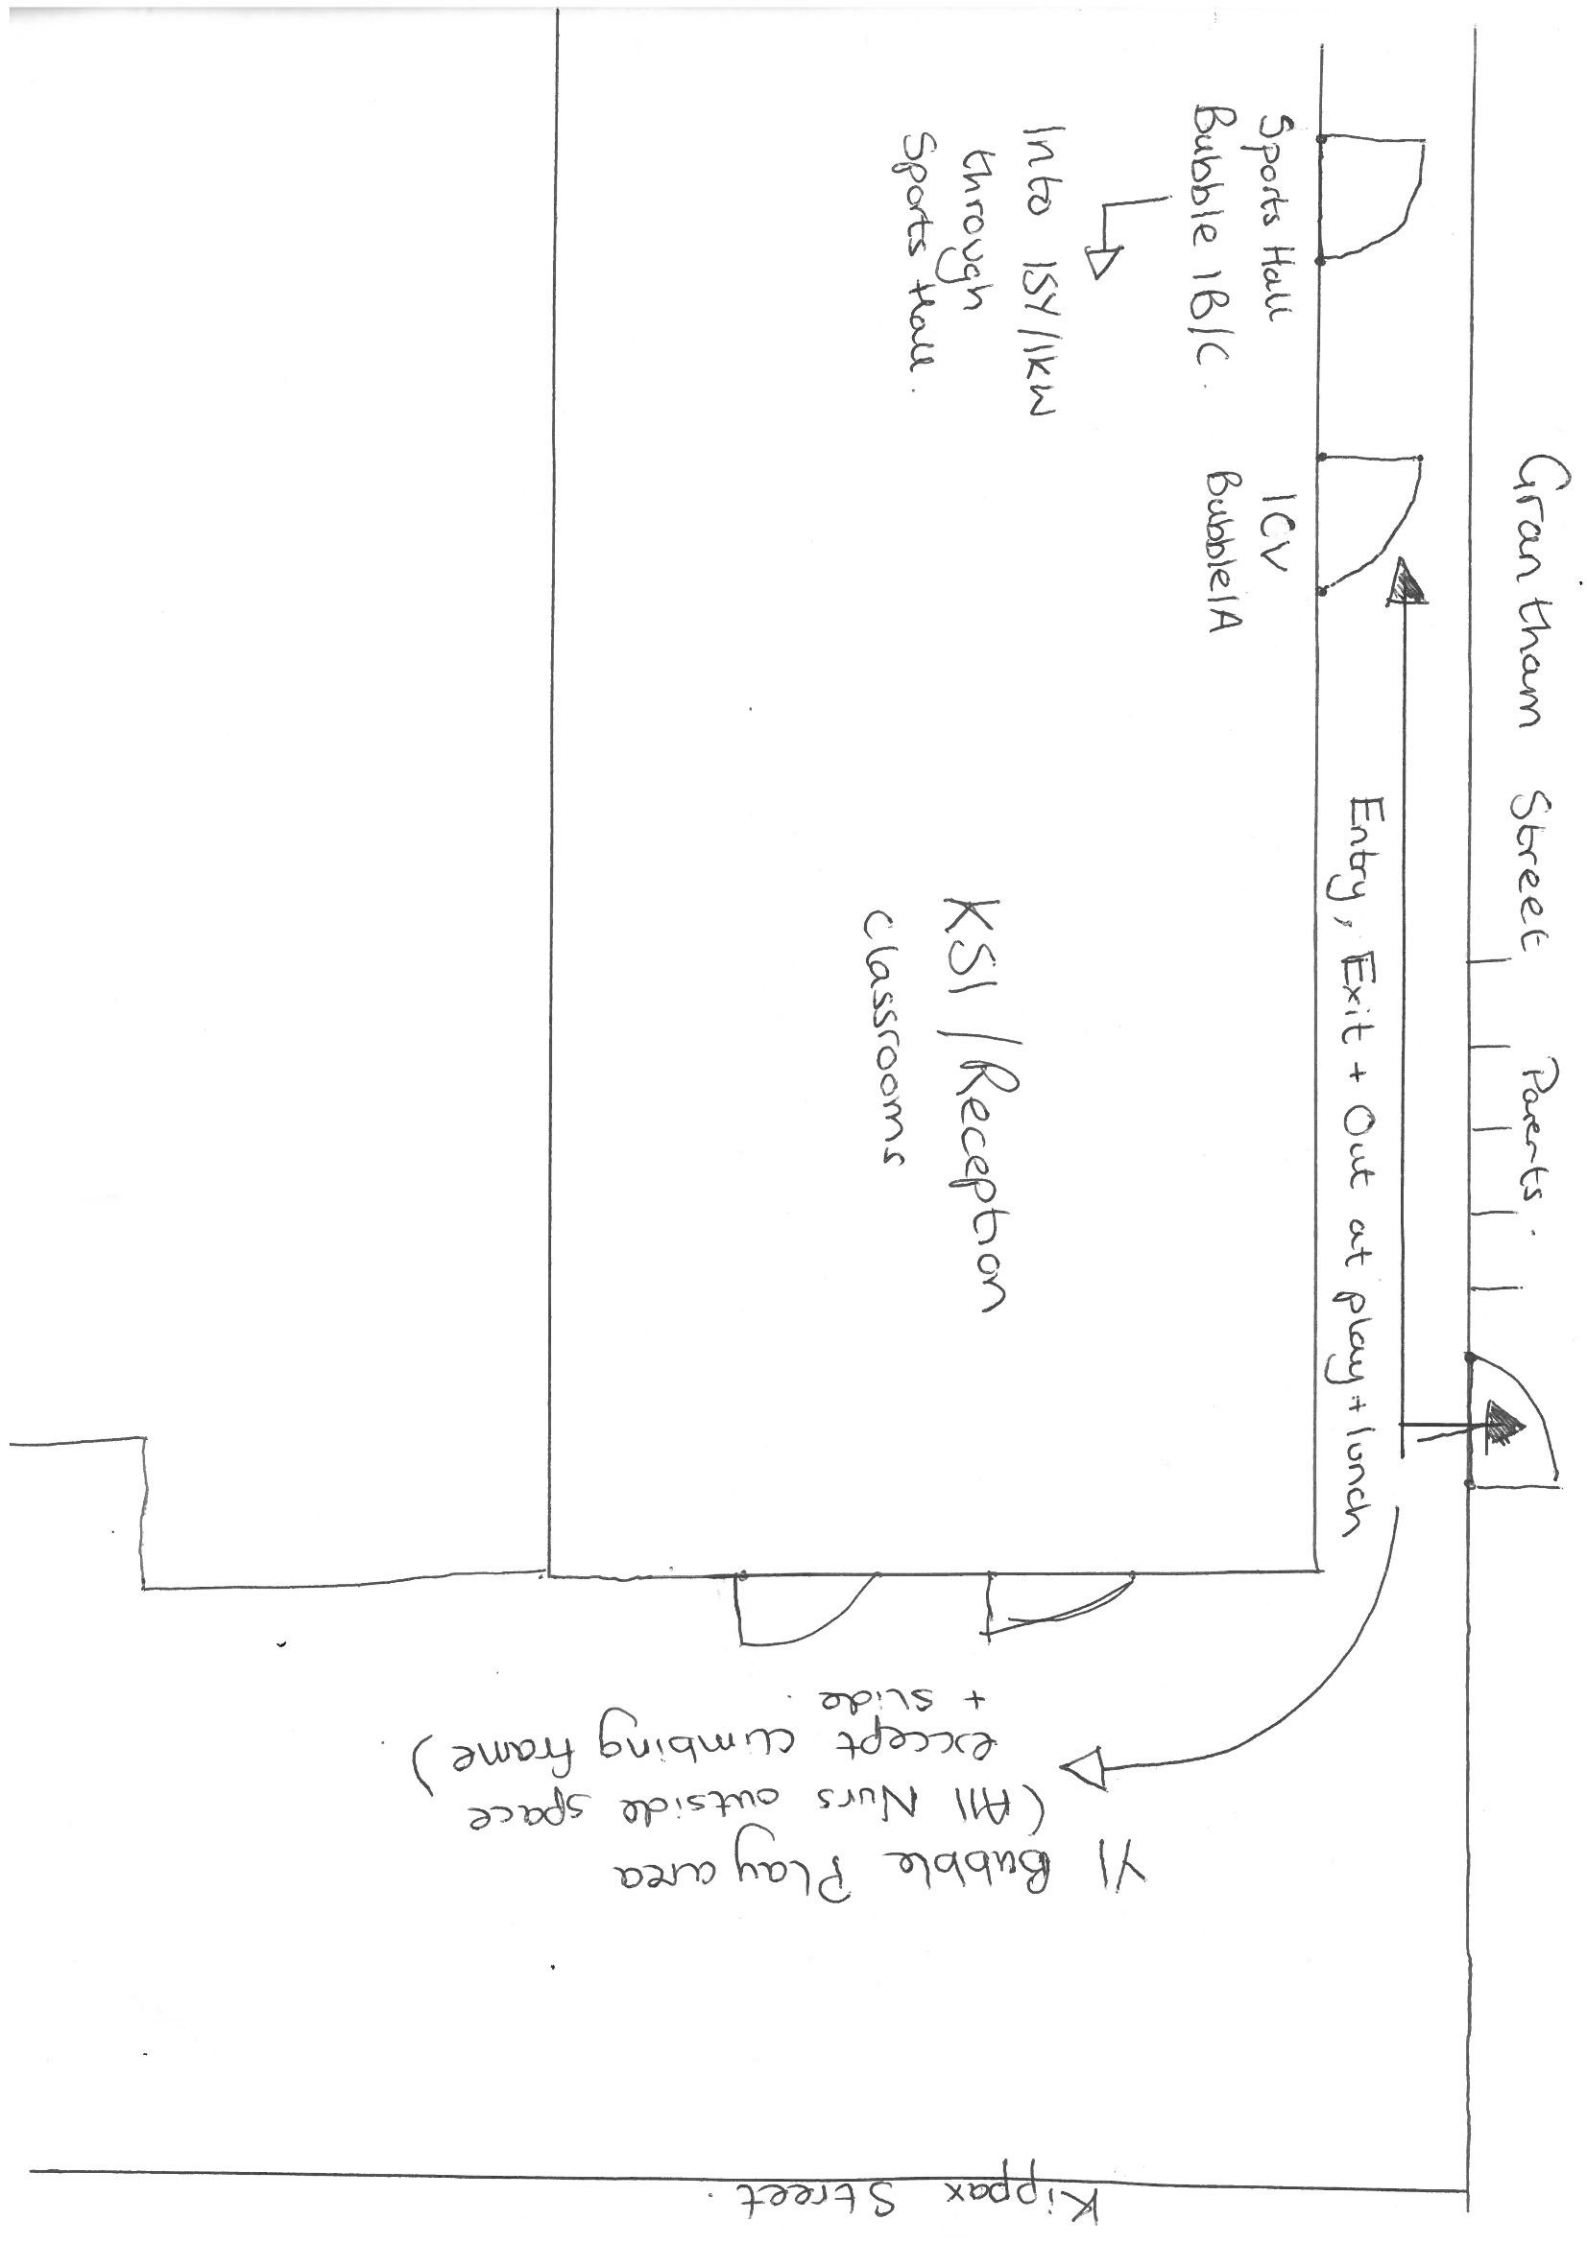 Grantham Street Parents.
Entry, Exit + Out at play + lunch
Sports Hall
Bubble 1B/C.
Into 1SY/1KW
through
Sports Hall.
1CV
Bubble 1A
KS1/Reception
classrooms
Y1 Bubble Play area
(All Nurs outside space
except climbing frame).
+ slide.
Kippax Street.